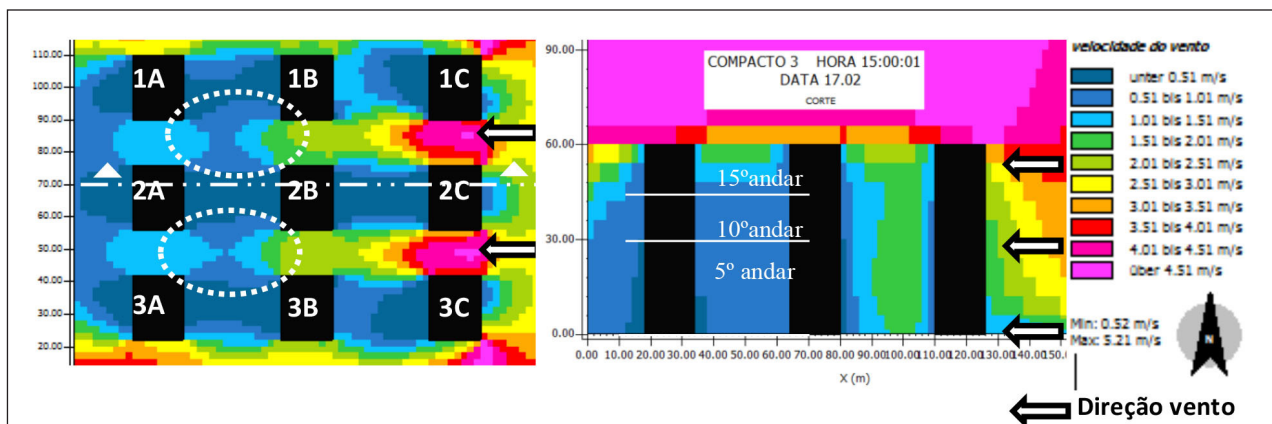 110.00
100.00
90.00
80.00
70.00
60.00
50.00
40.00
30.00
20.00
1A 1B 1C
2A 2B 2C
3A 3B 3C
90.00
60.00
30.00
0.00
COMPACTO 3 HORA 15:00:01
DATA 17.02
CORTE
15ºandar
10ºandar
5º andar
0.00 10.00 20.00 30.00 40.00 50.00 60.00 70.00 80.00 90.00 100.00 110.00 120.00 130.00 140.00 150.
X (m)
velocidade do vento
unter 0.51 m/s
0.51 bis 1.01 m/s
1.01 bis 1.51 m/s
1.51 bis 2.01 m/s
2.01 bis 2.51 m/s
2.51 bis 3.01 m/s
3.01 bis 3.51 m/s
3.51 bis 4.01 m/s
4.01 bis 4.51 m/s
über 4.51 m/s
Min: 0.52 m/s
Max: 5.21 m/s
N
Direção vento